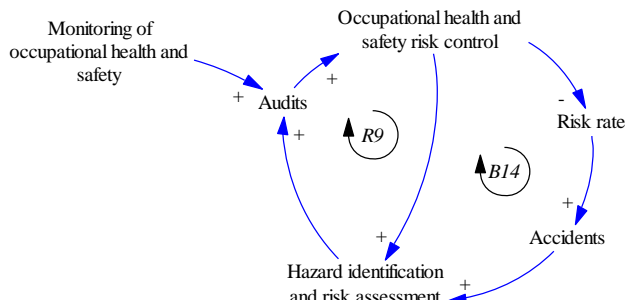 Monitoring of
occupational health and
safety
Occupational health and
safety risk control
+
+
Audits
+
-
Risk rate
R9
B14
+
+
Accidents
Hazard identification
and risk assessment
+